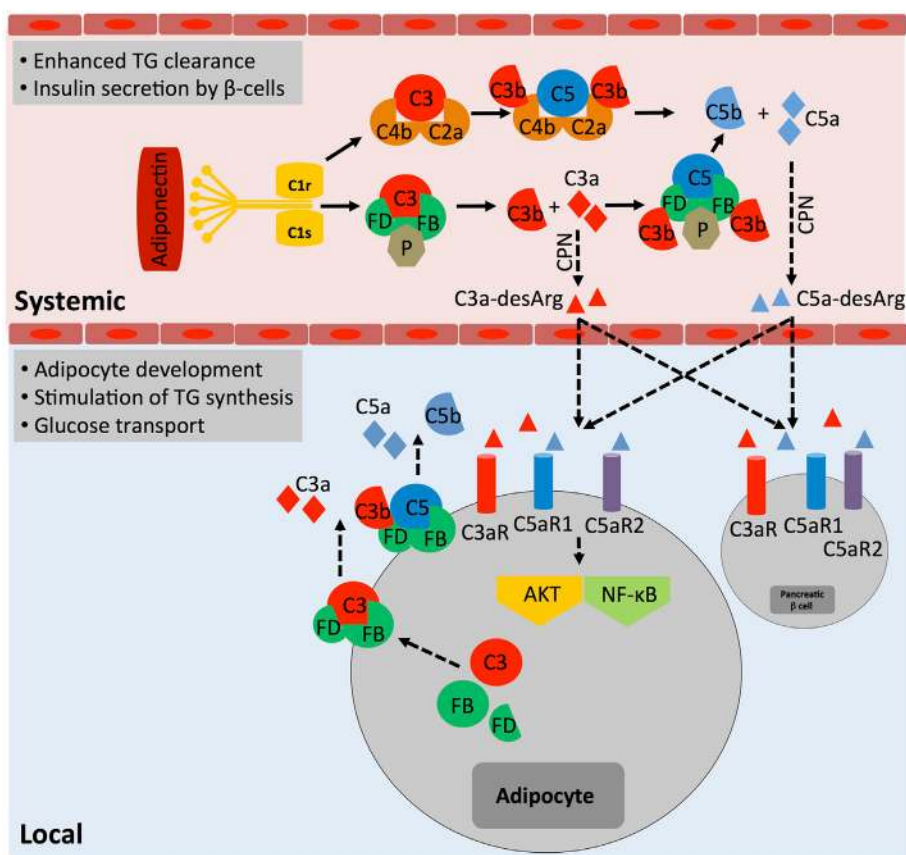 • Enhanced TG clearance
• Insulin secretion by β-cells
Adiponectin
C1r
C1s
C3
C4b
C2a
C3b
C5
C3b
C4b
C2a
C5b
+
C5a
C3
FD
FB
P
C3b
+
C3a
C5
FD
FB
C3b
P
C3b
CPN
CPN
C3a-desArg
C5a-desArg
Systemic
• Adipocyte development
• Stimulation of TG synthesis
• Glucose transport
C5a
C5b
C3a
C3b
C5
FD
FB
C3aR
C5aR1
C5aR2
C3aR
C5aR1
C5aR2
Pancreatic
β cell
AKT
NF-κB
C3
FD
FB
C3
FB
FD
Adipocyte
Local